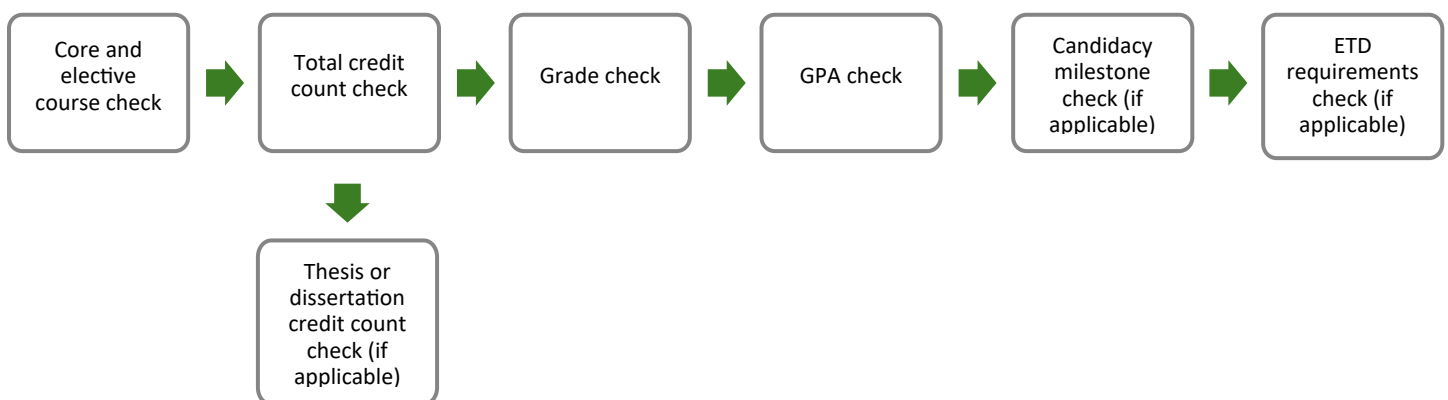 Core and
elective
course check
Total credit
count check
Grade check
GPA check
Candidacy
milestone
check (if
applicable)
ETD
requirements
check (if
applicable)
Thesis or
dissertation
credit count
check (if
applicable)